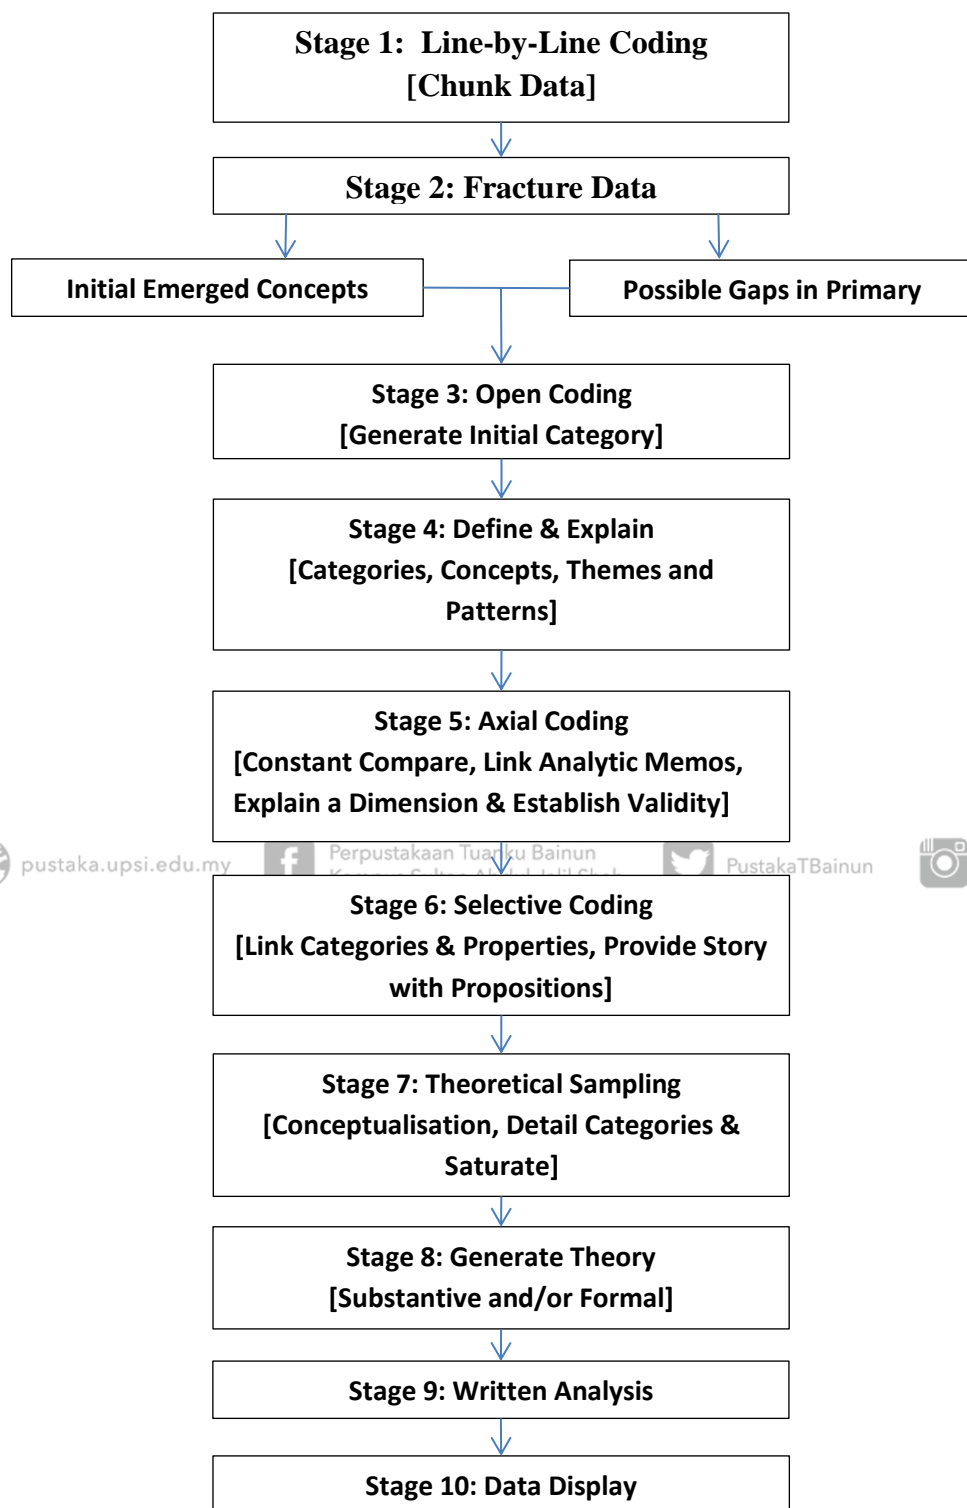 Stage 1:  Line-by-Line Coding
[Chunk Data]
Stage 2: Fracture Data
Initial Emerged Concepts
Possible Gaps in Primary
Stage 3: Open Coding
[Generate Initial Category]
Stage 4: Define & Explain
[Categories, Concepts, Themes and
Patterns]
Stage 5: Axial Coding
[Constant Compare, Link Analytic Memos,
Explain a Dimension & Establish Validity]
pustaka.upsi.edu.my
Perpustakaan Tuanku Bainun
PustakaTBainun
Stage 6: Selective Coding
[Link Categories & Properties, Provide Story
with Propositions]
Stage 7: Theoretical Sampling
[Conceptualisation, Detail Categories &
Saturate]
Stage 8: Generate Theory
[Substantive and/or Formal]
Stage 9: Written Analysis
Stage 10: Data Display